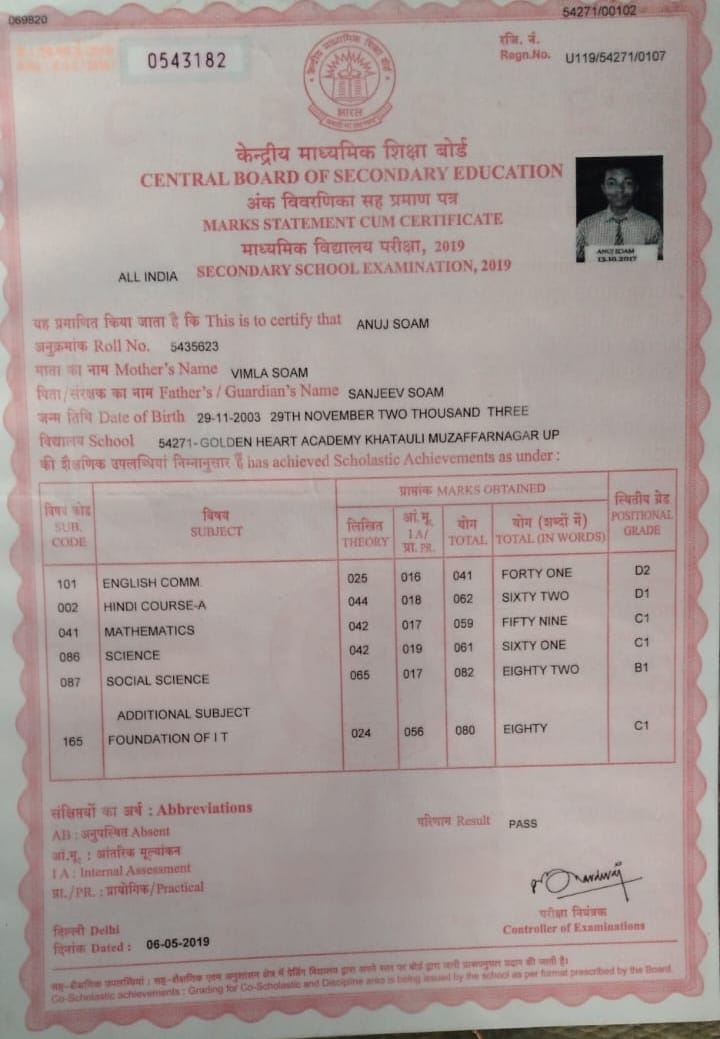 069820
54271/00102
0543182
रजि. नं.
Regn.No. U119/54271/0107
भारत
केन्द्रीय माध्यमिक शिक्षा बोर्ड
CENTRAL BOARD OF SECONDARY EDUCATION
अंक विवरणिका सह प्रमाण पत्र
MARKS STATEMENT CUM CERTIFICATE
माध्यमिक विद्यालय परीक्षा, 2019
ALL INDIA SECONDARY SCHOOL EXAMINATION, 2019
ANUJ SOAM
13.10.2017
यह प्रमाणित किया जाता है कि This is to certify that ANUJ SOAM
अनुक्रमांक Roll No. 5435623
माता का नाम Mother's Name VIMLA SOAM
पिता/संरक्षक का नाम Father's / Guardian's Name SANJEEV SOAM
जन्म तिथि Date of Birth 29-11-2003 29TH NOVEMBER TWO THOUSAND THREE
विद्यालय School 54271- GOLDEN HEART ACADEMY KHATAULI MUZAFFARNAGAR UP
की शैक्षणिक उपलब्धियां निम्नानुसार हैं has achieved Scholastic Achievements as under :
विषय कोड SUB. CODE
विषय SUBJECT
प्राप्तांक MARKS OBTAINED
लिखित THEORY
आं.मू. I.A/ प्रा. PR.
योग TOTAL
योग (शब्दों में) TOTAL (IN WORDS)
स्थितीय ग्रेड POSITIONAL GRADE
101 ENGLISH COMM. 025 016 041 FORTY ONE D2
002 HINDI COURSE-A 044 018 062 SIXTY TWO D1
041 MATHEMATICS 042 017 059 FIFTY NINE C1
086 SCIENCE 042 019 061 SIXTY ONE C1
087 SOCIAL SCIENCE 065 017 082 EIGHTY TWO B1
ADDITIONAL SUBJECT
165 FOUNDATION OF I T 024 056 080 EIGHTY C1
संक्षितयों का अर्थ : Abbreviations
AB : अनुपस्थित Absent
आं.मू. : आंतरिक मूल्यांकन
I A : Internal Assessment
प्रा./PR. : प्रायोगिक/Practical
परिणाम Result PASS
परीक्षा नियंत्रक
Controller of Examinations
दिल्ली Delhi
दिनांक Dated : 06-05-2019
Co-Scholastic achievements : Grading for Co-Scholastic and Discipline area is being issued by the school as per format prescribed by the Board.